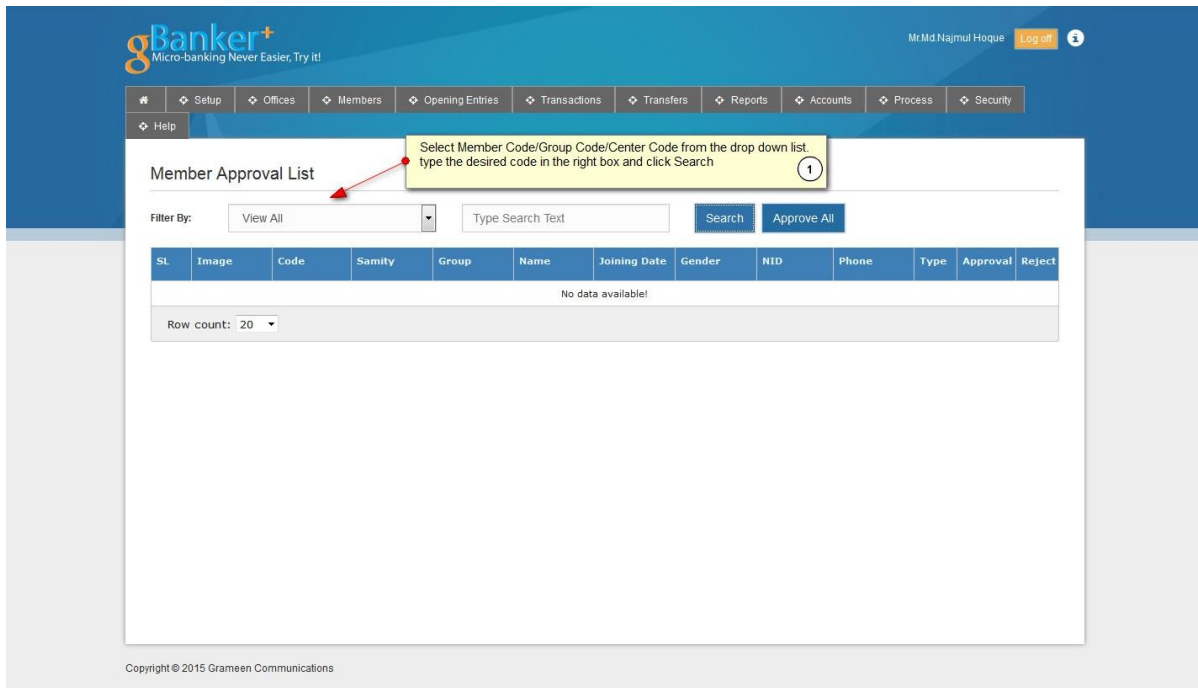 gBanker+
Micro-banking Never Easier, Try it!
Mr.Md.Najmul Hoque Log off i
Setup Offices Members Opening Entries Transactions Transfers Reports Accounts Process Security
Help
Select Member Code/Group Code/Center Code from the drop down list.
type the desired code in the right box and click Search
1
Member Approval List
Filter By: View All Type Search Text Search Approve All
SL Image Code Samity Group Name Joining Date Gender NID Phone Type Approval Reject
No data available!
Row count: 20
Copyright © 2015 Grameen Communications